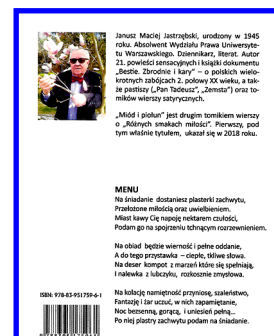 Janusz Maciej Jastrzębski, urodzony w 1945
roku. Absolwent Wydziału Prawa Uniwersyte-
tu Warszawskiego. Dziennikarz, literat. Autor
21. powieści sensacyjnych i książki dokumentu
„Bestie. Zbrodnie i kary” – o polskich wielo-
krotnych zabójcach 2. połowy XX wieku, a tak-
że pastiszy („Pan Tadeusz”, „Zemsta”) oraz to-
mików wierszy satyrycznych.
„Miód i piołun” jest drugim tomikiem wierszy
o „Różnych smakach miłości”. Pierwszy, pod
tym właśnie tytułem, ukazał się w 2018 roku.
MENU
Na śniadanie dostaniesz plasterki zachwytu,
Przełożone miłością oraz uwielbieniem.
Miast kawy Cię napoję nektarem czułości,
Podam go na spojrzeniu tchnącym rozrzewnieniem.
Na obiad będzie wierność i pełne oddanie,
A do tego przystawka – ciepłe, tkliwe słowa.
Na deser kompot z marzeń które się spełniają,
I nalewka z lubczyku, rozkosznie zmysłowa.
Na kolację namiętność przyniosę, szaleństwo,
Fantazję i żar uczuć, w nich zapamiętanie,
Noc bezsenną, gorącą, i uniesień pełną...
Po niej plastry zachwytu podam na śniadanie.
ISBN: 978-83-951759-6-1